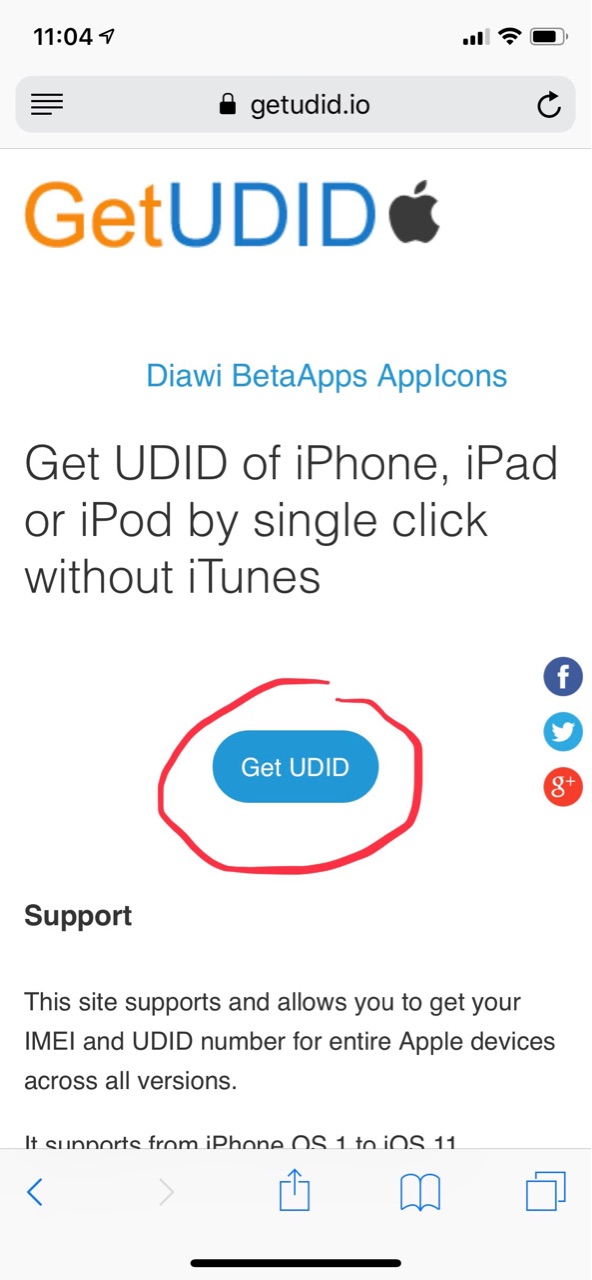 11:04
getudid.io
GetUDID
Diawi BetaApps AppIcons
Get UDID of iPhone, iPad
or iPod by single click
without iTunes
f
g+
Get UDID
Support
This site supports and allows you to get your
IMEI and UDID number for entire Apple devices
across all versions.
It supports from iPhone OS 1 to iOS 11